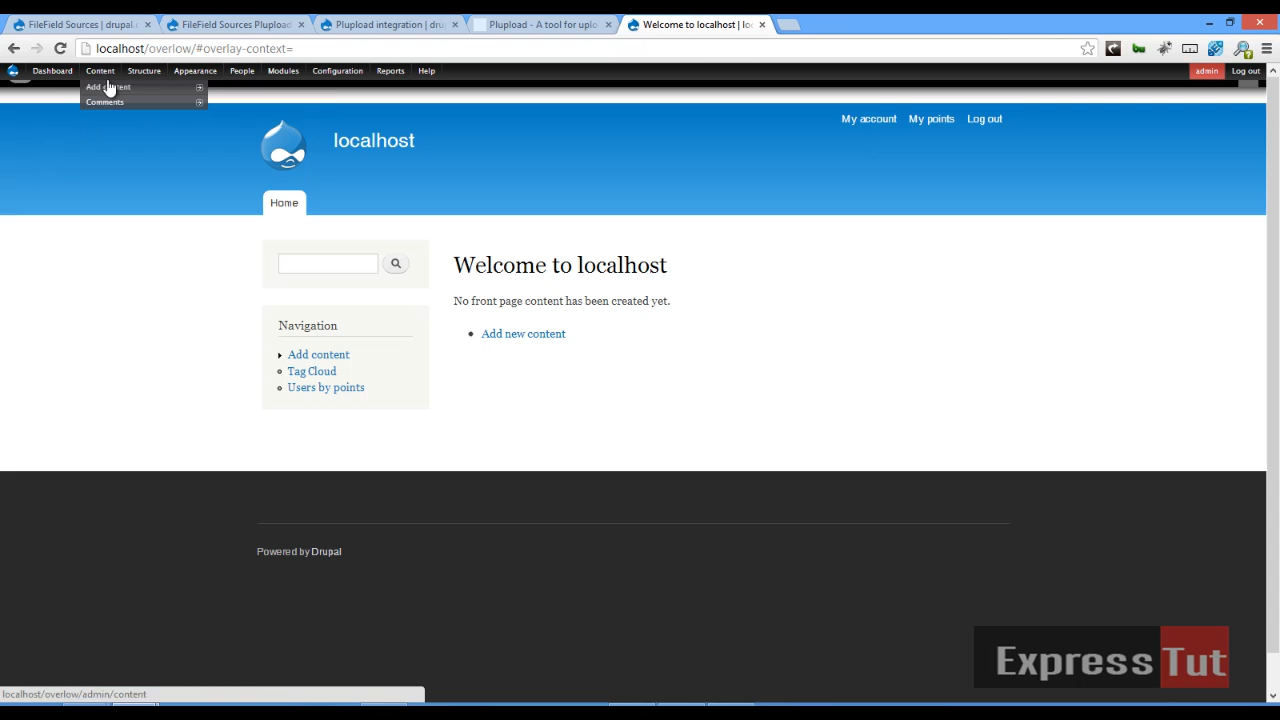 FileField Sources | drupal.
FileField Sources Plupload
Plupload integration | dru
Plupload - A tool for uplo
Welcome to localhost | loc
localhost/overlow/#overlay-context=
Dashboard Content Structure Appearance People Modules Configuration Reports Help admin Log out
Add content
Comments
My account My points Log out
localhost
Home
Welcome to localhost
No front page content has been created yet.
Add new content
Navigation
Add content
Tag Cloud
Users by points
Powered by Drupal
Express Tut
localhost/overlow/admin/content